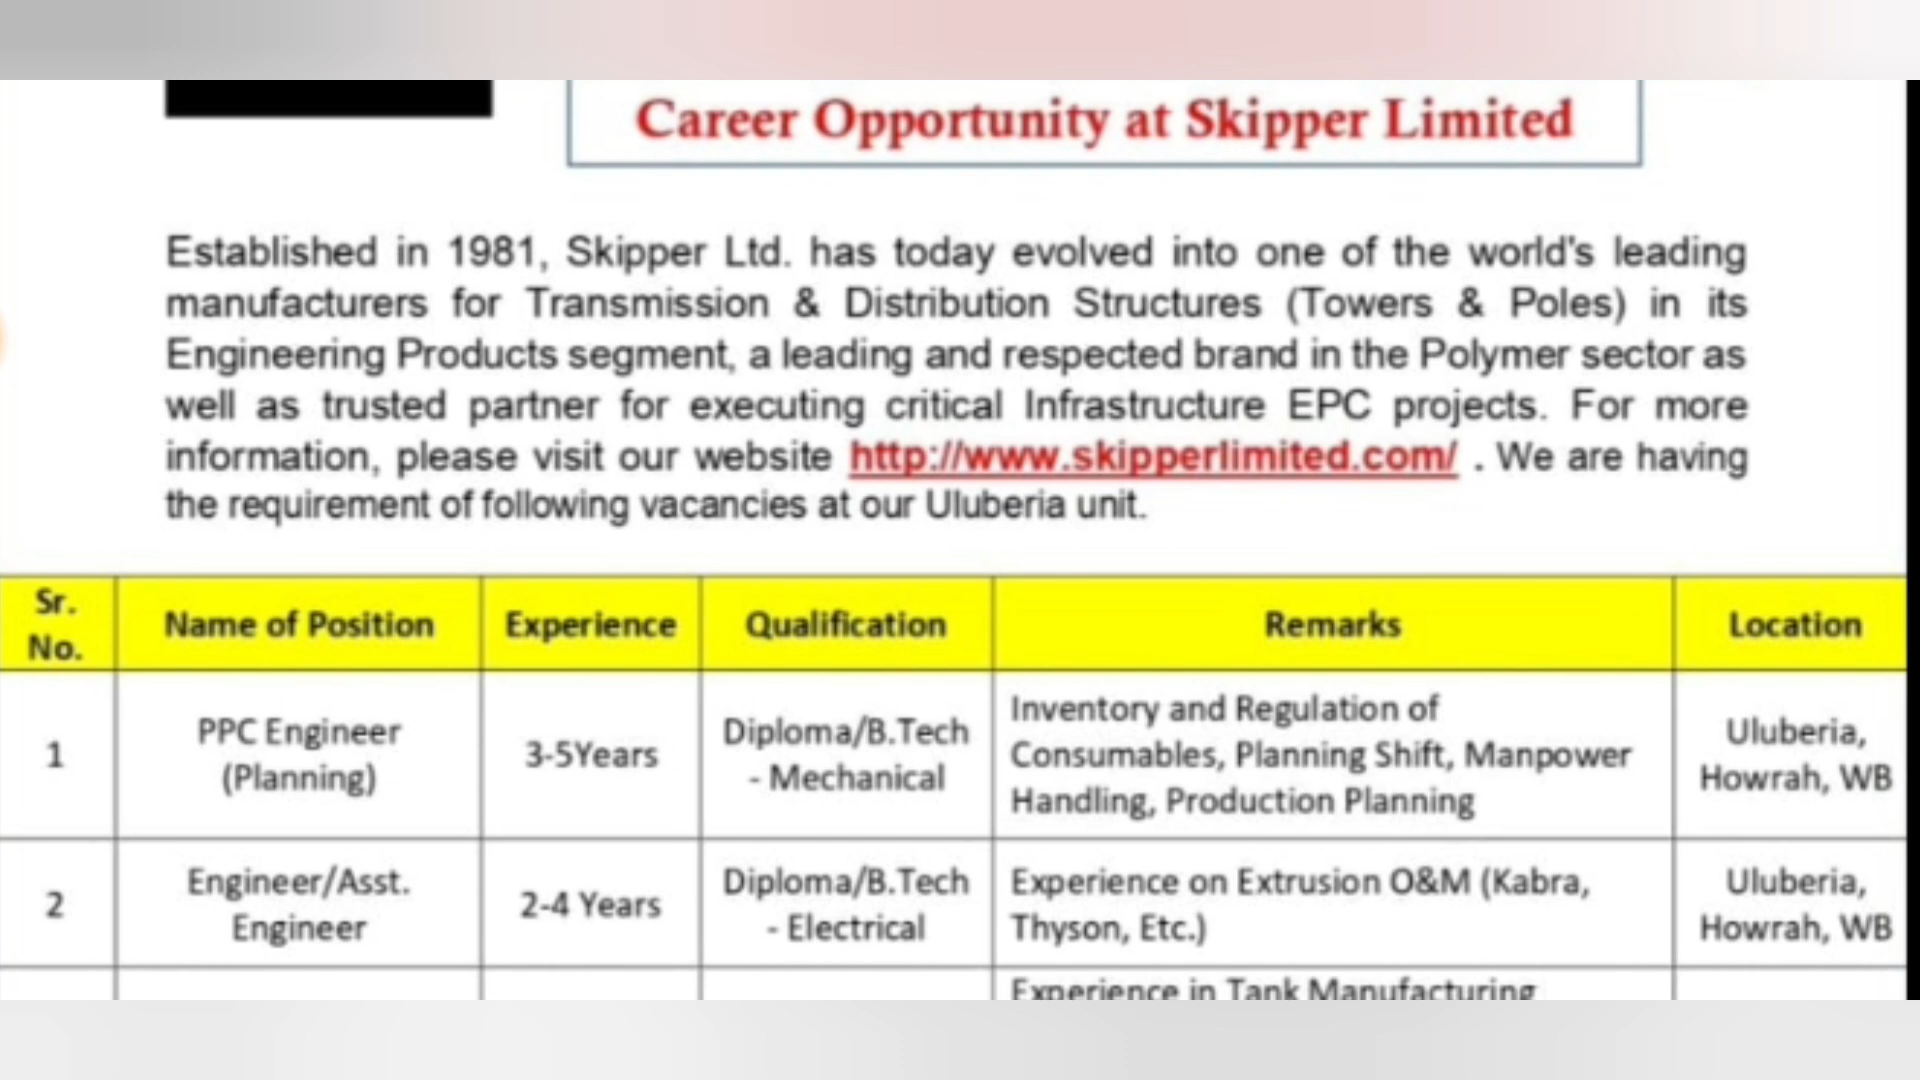 Career Opportunity at Skipper Limited
Established in 1981, Skipper Ltd. has today evolved into one of the world's leading
manufacturers for Transmission & Distribution Structures (Towers & Poles) in its
Engineering Products segment, a leading and respected brand in the Polymer sector as
well as trusted partner for executing critical Infrastructure EPC projects. For more
information, please visit our website http://www.skipperlimited.com/ . We are having
the requirement of following vacancies at our Uluberia unit.
Sr.
No.
Name of Position
Experience
Qualification
Remarks
Location
1
PPC Engineer
(Planning)
3-5Years
Diploma/B.Tech
- Mechanical
Inventory and Regulation of
Consumables, Planning Shift, Manpower
Handling, Production Planning
Uluberia,
Howrah, WB
2
Engineer/Asst.
Engineer
2-4 Years
Diploma/B.Tech
- Electrical
Experience on Extrusion O&M (Kabra,
Thyson, Etc.)
Uluberia,
Howrah, WB
Experience in Tank Manufacturing